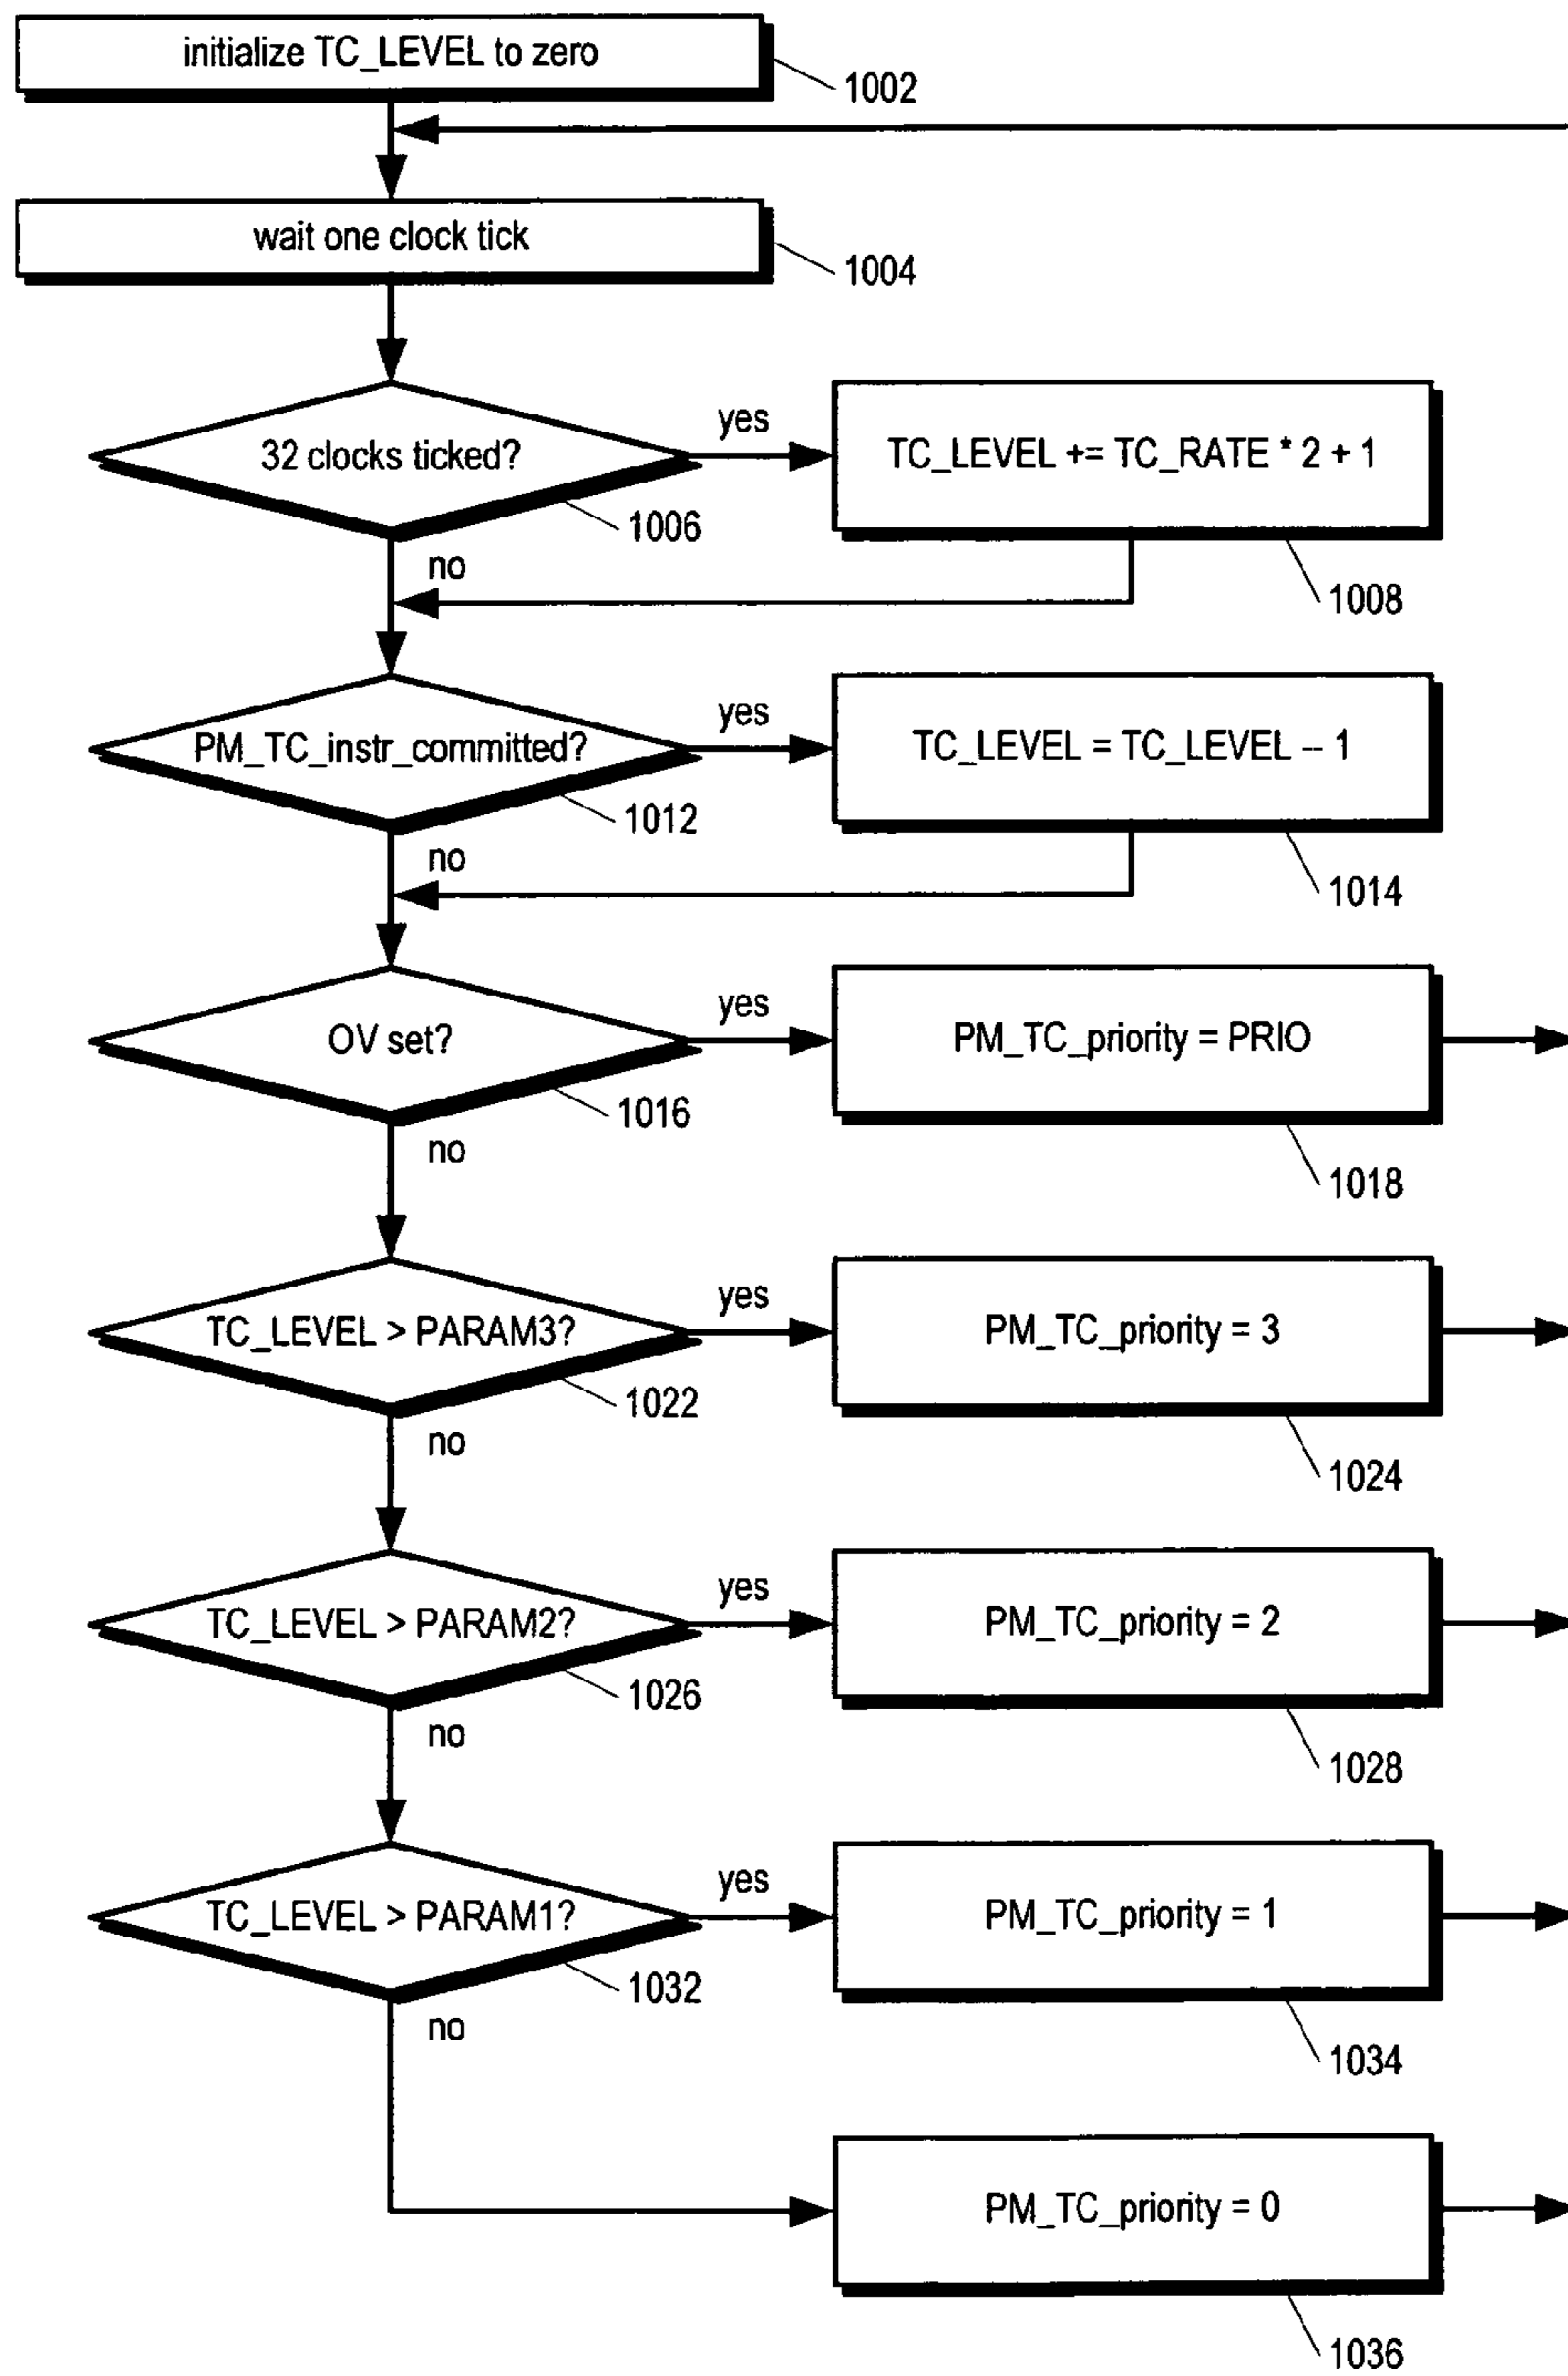 initialize TC_LEVEL to zero
1002
wait one clock tick
1004
32 clocks ticked?
yes
TC_LEVEL += TC_RATE * 2 + 1
1006
no
1008
PM_TC_instr_committed?
yes
TC_LEVEL = TC_LEVEL -- 1
1012
no
1014
OV set?
yes
PM_TC_priority = PRIO
1016
no
1018
TC_LEVEL > PARAM3?
yes
PM_TC_priority = 3
1022
no
1024
TC_LEVEL > PARAM2?
yes
PM_TC_priority = 2
1026
no
1028
TC_LEVEL > PARAM1?
yes
PM_TC_priority = 1
1032
no
1034
PM_TC_priority = 0
1036